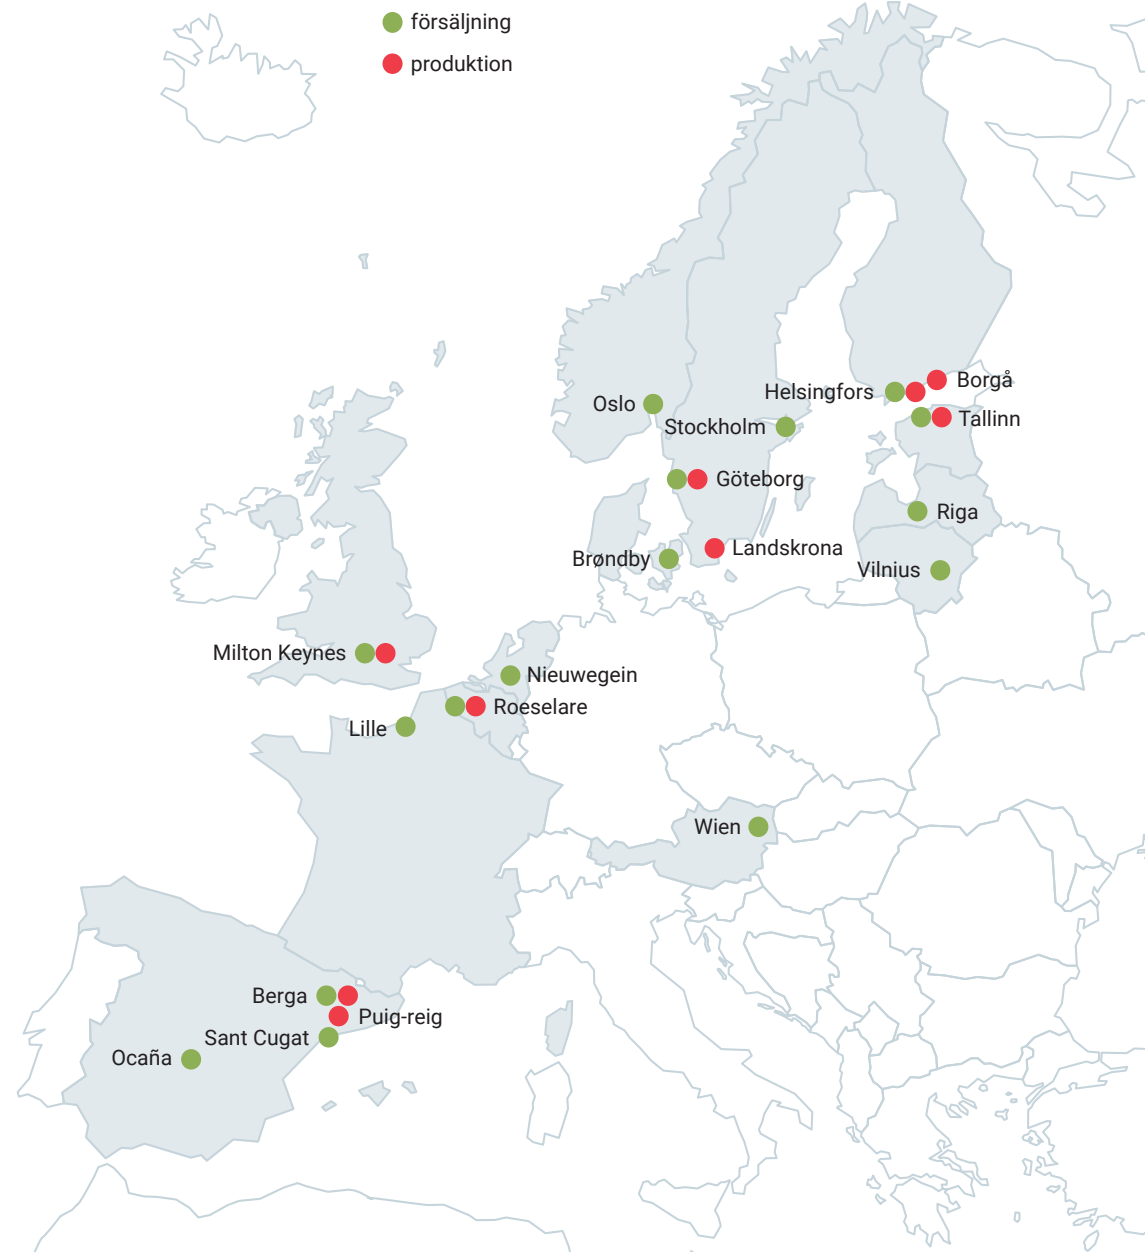 försäljning
produktion
Borgå
Helsingfors
Oslo
Tallinn
Stockholm
Göteborg
Riga
Landskrona
Brøndby
Vilnius
Milton Keynes
Nieuwegein
Roeselare
Lille
Wien
Berga
Puig-reig
Sant Cugat
Ocaña